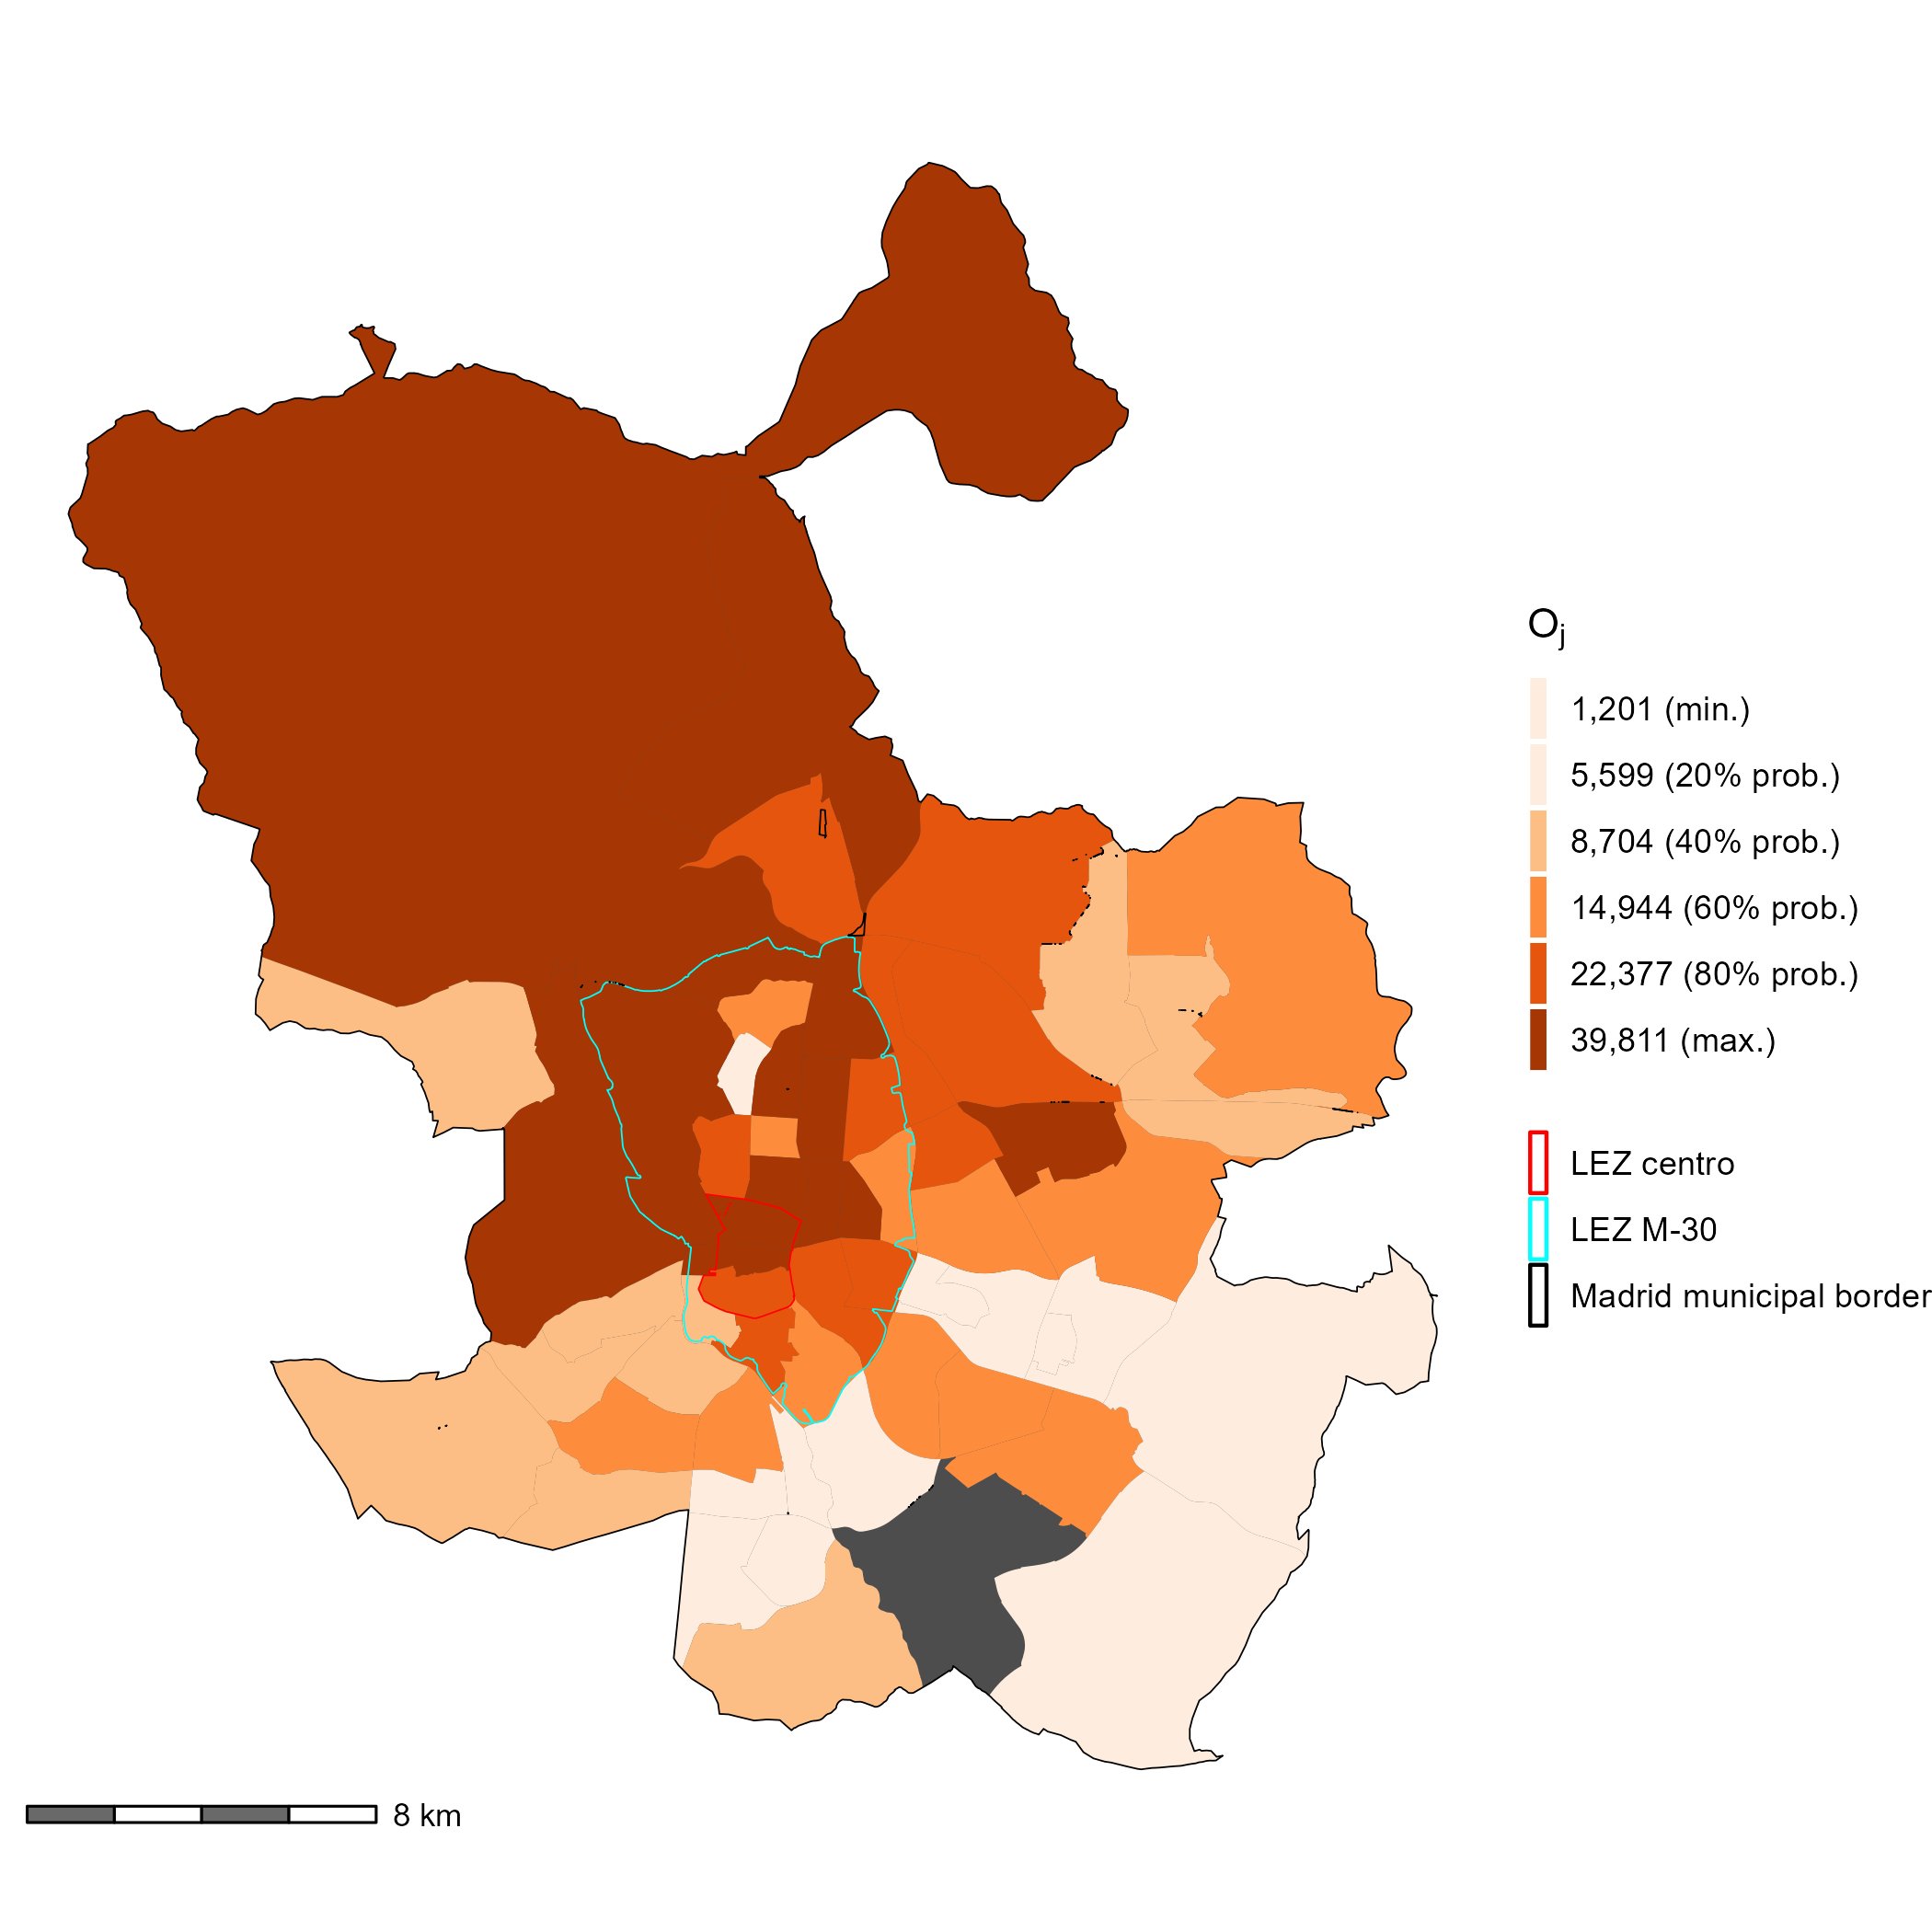 Oj
1,201 (min.)
5,599 (20% prob.)
8,704 (40% prob.)
14,944 (60% prob.)
22,377 (80% prob.)
39,811 (max.)
LEZ centro
LEZ M-30
Madrid municipal border
8 km